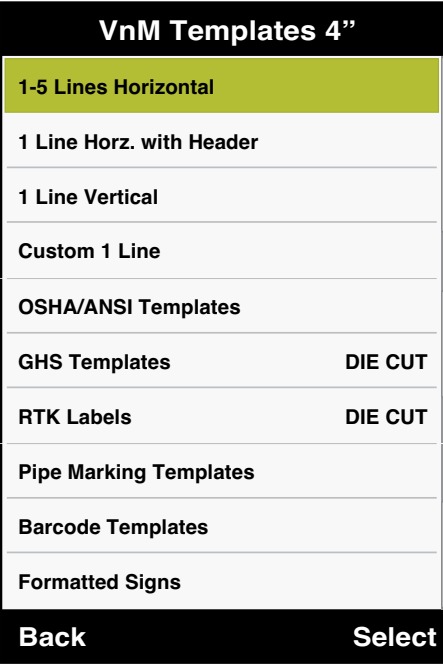 VnM Templates 4”
1-5 Lines Horizontal
1 Line Horz. with Header
1 Line Vertical
Custom 1 Line
OSHA/ANSI Templates
GHS Templates DIE CUT
RTK Labels DIE CUT
Pipe Marking Templates
Barcode Templates
Formatted Signs
Back Select